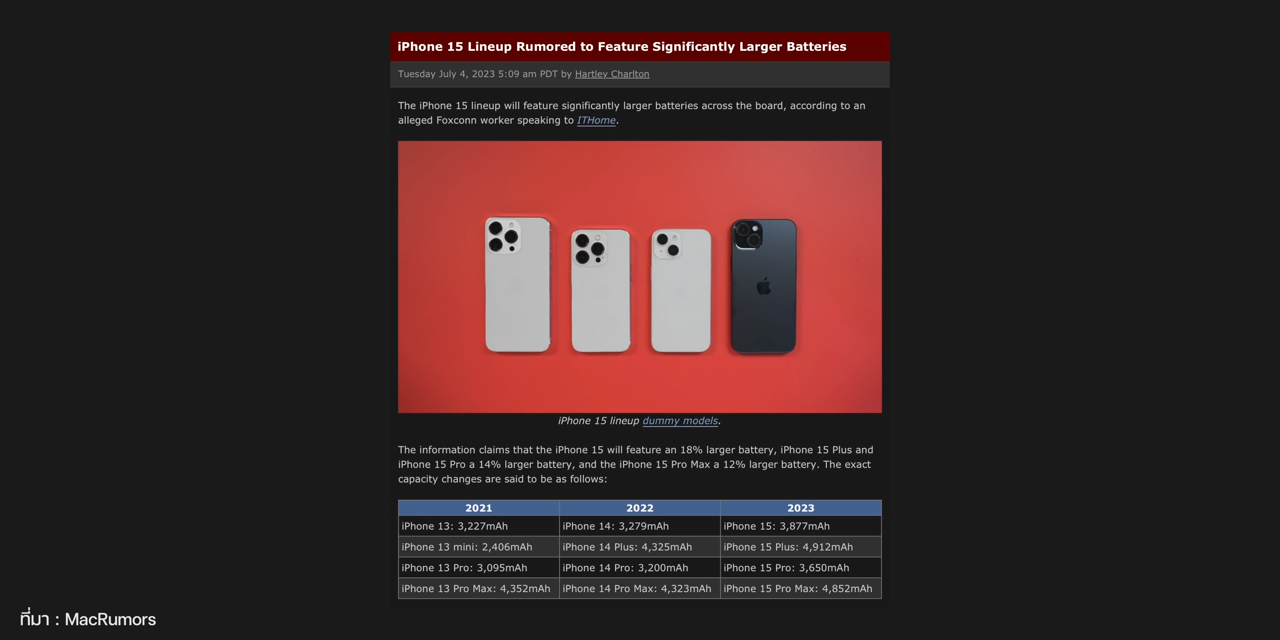 iPhone 15 Lineup Rumored to Feature Significantly Larger Batteries
Tuesday July 4, 2023 5:09 am PDT by Hartley Charlton
The iPhone 15 lineup will feature significantly larger batteries across the board, according to an
alleged Foxconn worker speaking to ITHome.
iPhone 15 lineup dummy models.
The information claims that the iPhone 15 will feature an 18% larger battery, iPhone 15 Plus and
iPhone 15 Pro a 14% larger battery, and the iPhone 15 Pro Max a 12% larger battery. The exact
capacity changes are said to be as follows:
2021 2022 2023
iPhone 13: 3,227mAh iPhone 14: 3,279mAh iPhone 15: 3,877mAh
iPhone 13 mini: 2,406mAh iPhone 14 Plus: 4,325mAh iPhone 15 Plus: 4,912mAh
iPhone 13 Pro: 3,095mAh iPhone 14 Pro: 3,200mAh iPhone 15 Pro: 3,650mAh
iPhone 13 Pro Max: 4,352mAh iPhone 14 Pro Max: 4,323mAh iPhone 15 Pro Max: 4,852mAh
ที่มา : MacRumors